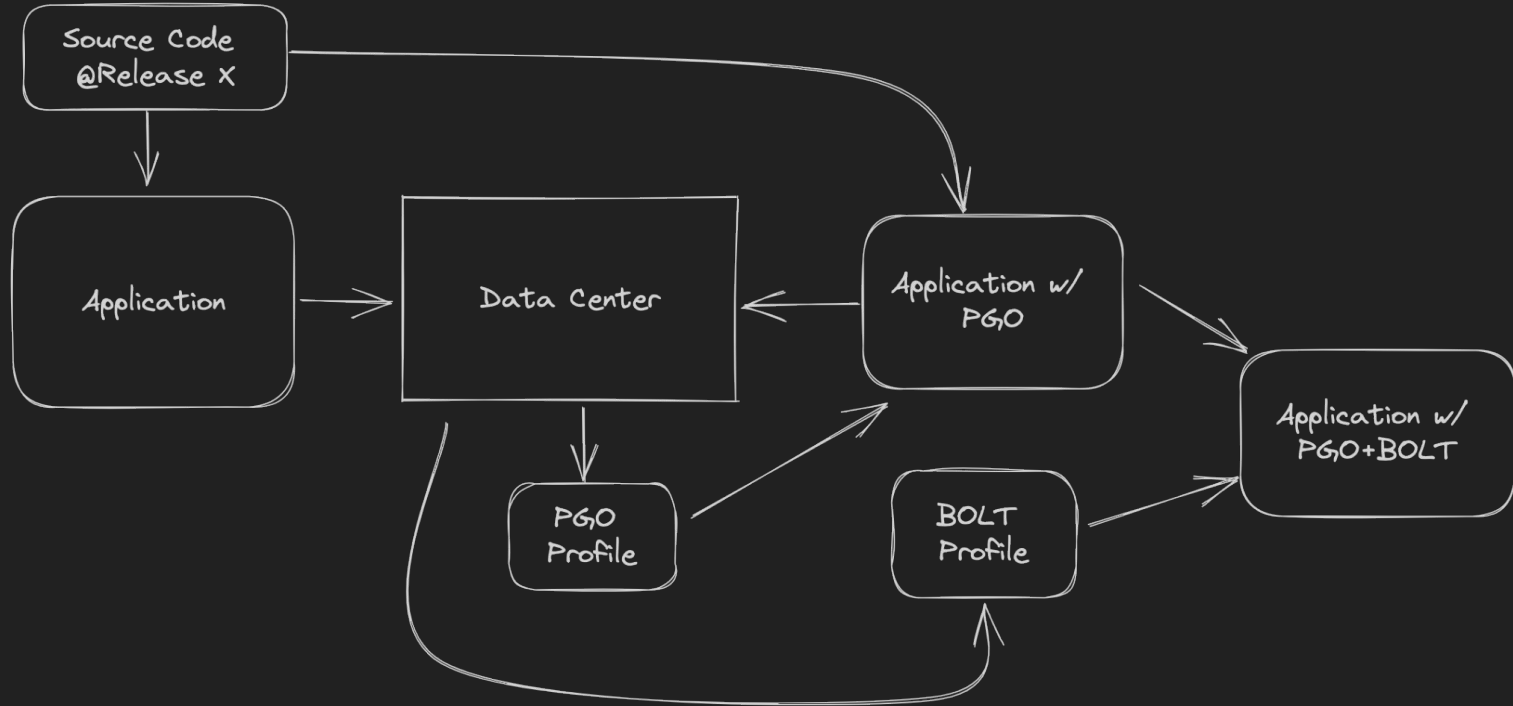 Source Code
@Release X
Application
Data Center
Application w/
PGO
Application w/
PGO+BOLT
PGO
Profile
BOLT
Profile